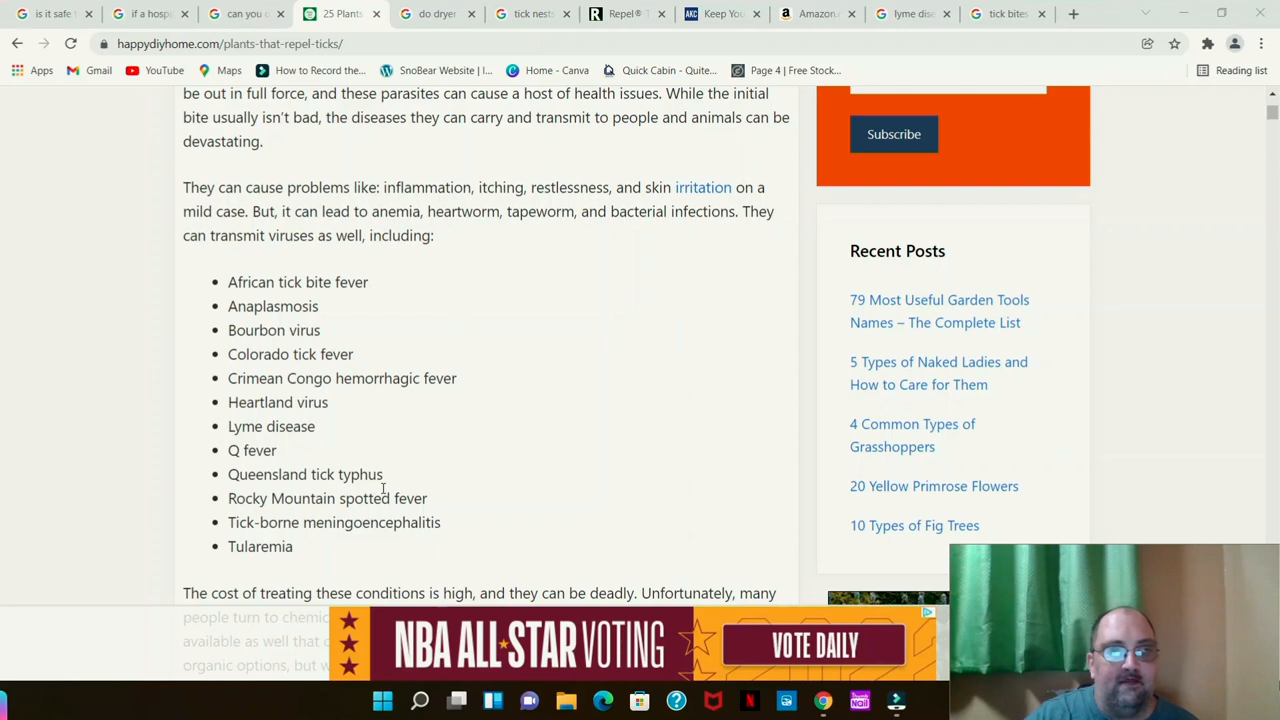 is it safe
if a hospi
can you
25 Plants
do dryer
tick nests
Repel® T
AKC
Keep You
Amazon.
lyme dise
tick bites
happydiyhome.com/plants-that-repel-ticks/
Apps
Gmail
YouTube
Maps
How to Record the...
SnoBear Website | I...
Home - Canva
Quick Cabin - Quite...
Page 4 | Free Stock...
Reading list
be out in full force, and these parasites can cause a host of health issues. While the initial
bite usually isn't bad, the diseases they can carry and transmit to people and animals can be
devastating.
They can cause problems like: inflammation, itching, restlessness, and skin irritation on a
mild case. But, it can lead to anemia, heartworm, tapeworm, and bacterial infections. They
can transmit viruses as well, including:
• African tick bite fever
• Anaplasmosis
• Bourbon virus
• Colorado tick fever
• Crimean Congo hemorrhagic fever
• Heartland virus
• Lyme disease
• Q fever
• Queensland tick typhus
• Rocky Mountain spotted fever
• Tick-borne meningoencephalitis
• Tularemia
The cost of treating these conditions is high, and they can be deadly. Unfortunately, many
people turn to chemic
available as well that c
organic options, but w
Subscribe
Recent Posts
79 Most Useful Garden Tools
Names – The Complete List
5 Types of Naked Ladies and
How to Care for Them
4 Common Types of
Grasshoppers
20 Yellow Primrose Flowers
10 Types of Fig Trees
NBA ALL★STAR VOTING
VOTE DAILY